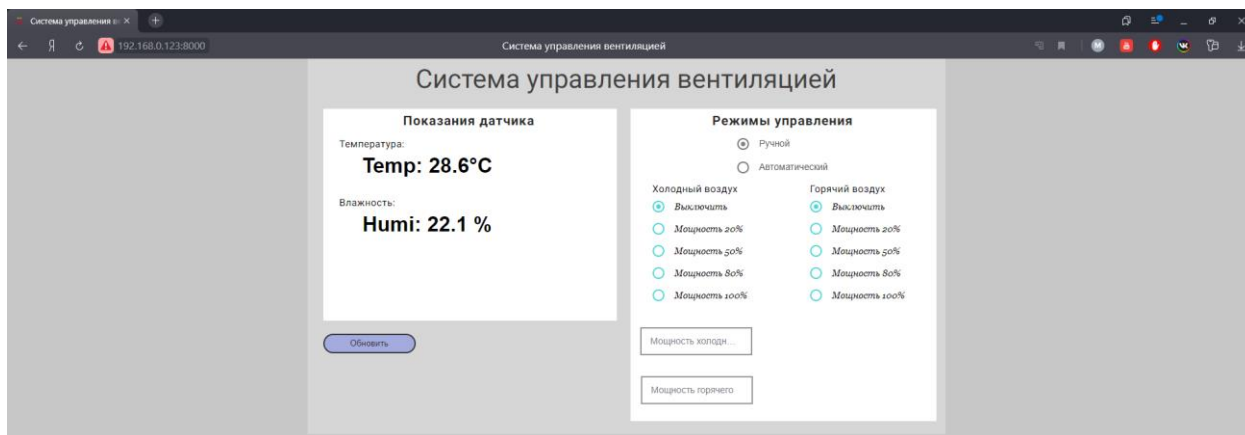 Система управления ве
192.168.0.123:8000
Система управления вентиляцией
Система управления вентиляцией
Показания датчика
Температура:
Temp: 28.6°C
Влажность:
Humi: 22.1 %
Обновить
Режимы управления
Ручной
Автоматический
Холодный воздух
Выключить
Мощность 20%
Мощность 50%
Мощность 80%
Мощность 100%
Горячий воздух
Выключить
Мощность 20%
Мощность 50%
Мощность 80%
Мощность 100%
Мощность холодн...
Мощность горячего